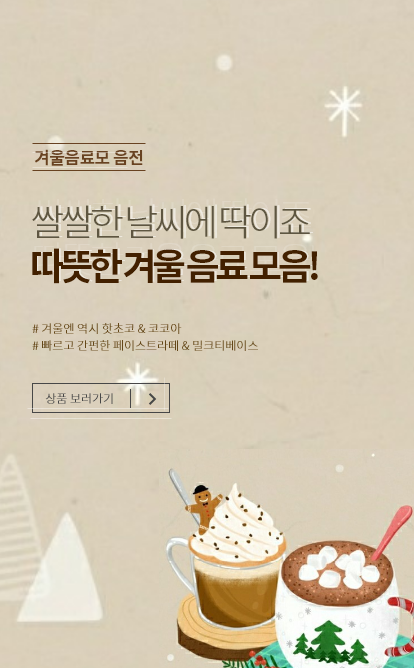 겨울음료모 음전
쌀쌀한 날씨에 딱이죠
따뜻한 겨울 음료 모음!
# 겨울엔 역시 핫초코 & 코코아
# 빠르고 간편한 페이스트라떼 & 밀크티베이스
상품 보러가기